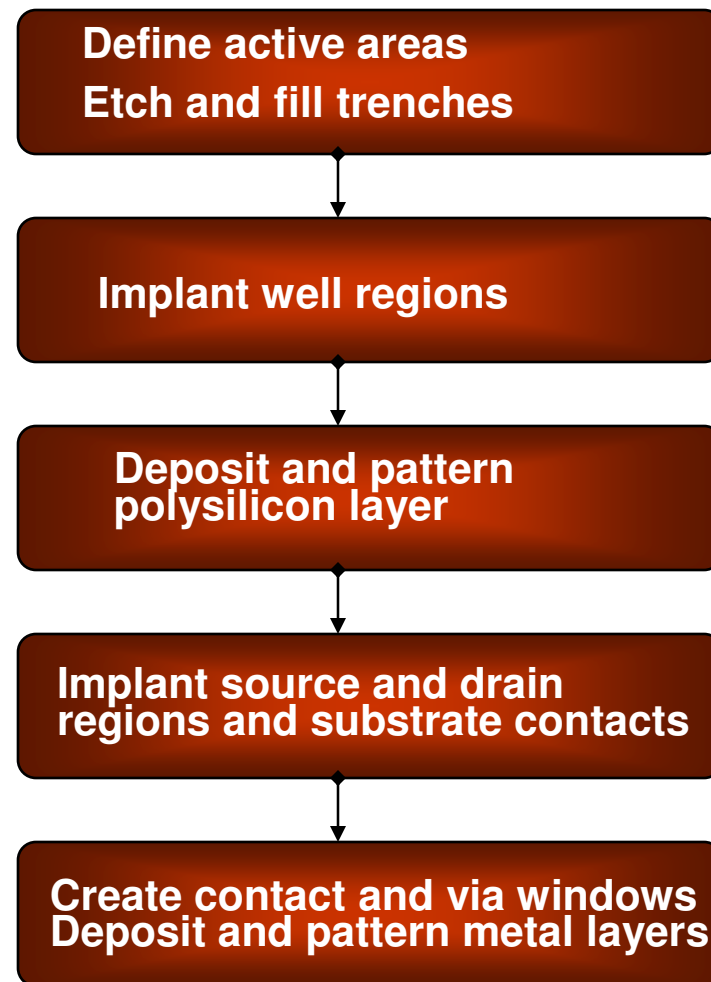 Define active areas
Etch and fill trenches
Implant well regions
Deposit and pattern
polysilicon layer
Implant source and drain
regions and substrate contacts
Create contact and via windows
Deposit and pattern metal layers